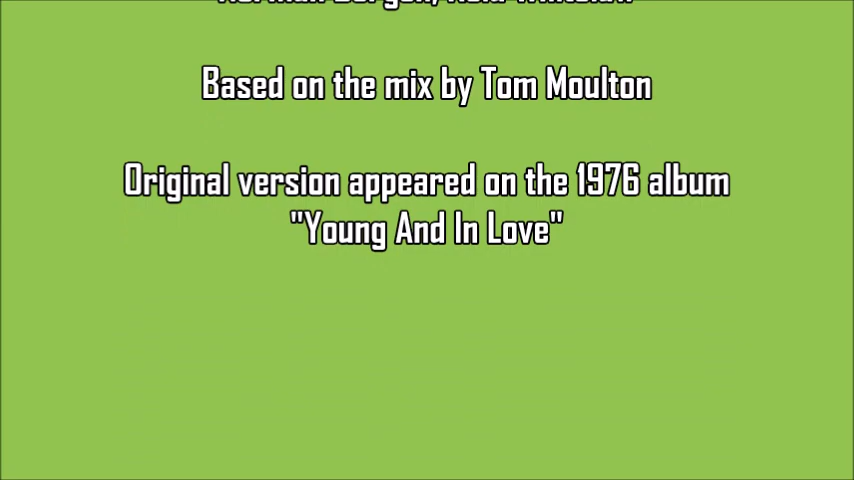 Based on the mix by Tom Moulton
Original version appeared on the 1976 album
"Young And In Love"